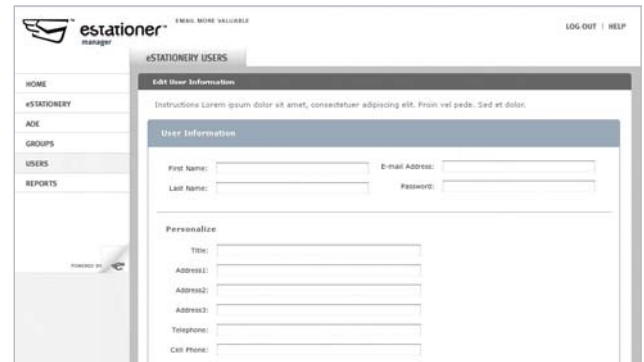 estationer™
manager
EMAIL MORE VALUABLE
LOG OUT | HELP
eSTATIONERY USERS
HOME
eSTATIONERY
ADE
GROUPS
USERS
REPORTS
POWERED BY
Edit User Information
Instructions Lorem ipsum dolor sit amet, consectetuer adipiscing elit. Proin vel pede. Sed et dolor.
User Information
First Name:
E-mail Address:
Last Name:
Password:
Personalize
Title:
Address1:
Address2:
Address3:
Telephone:
Cell Phone: